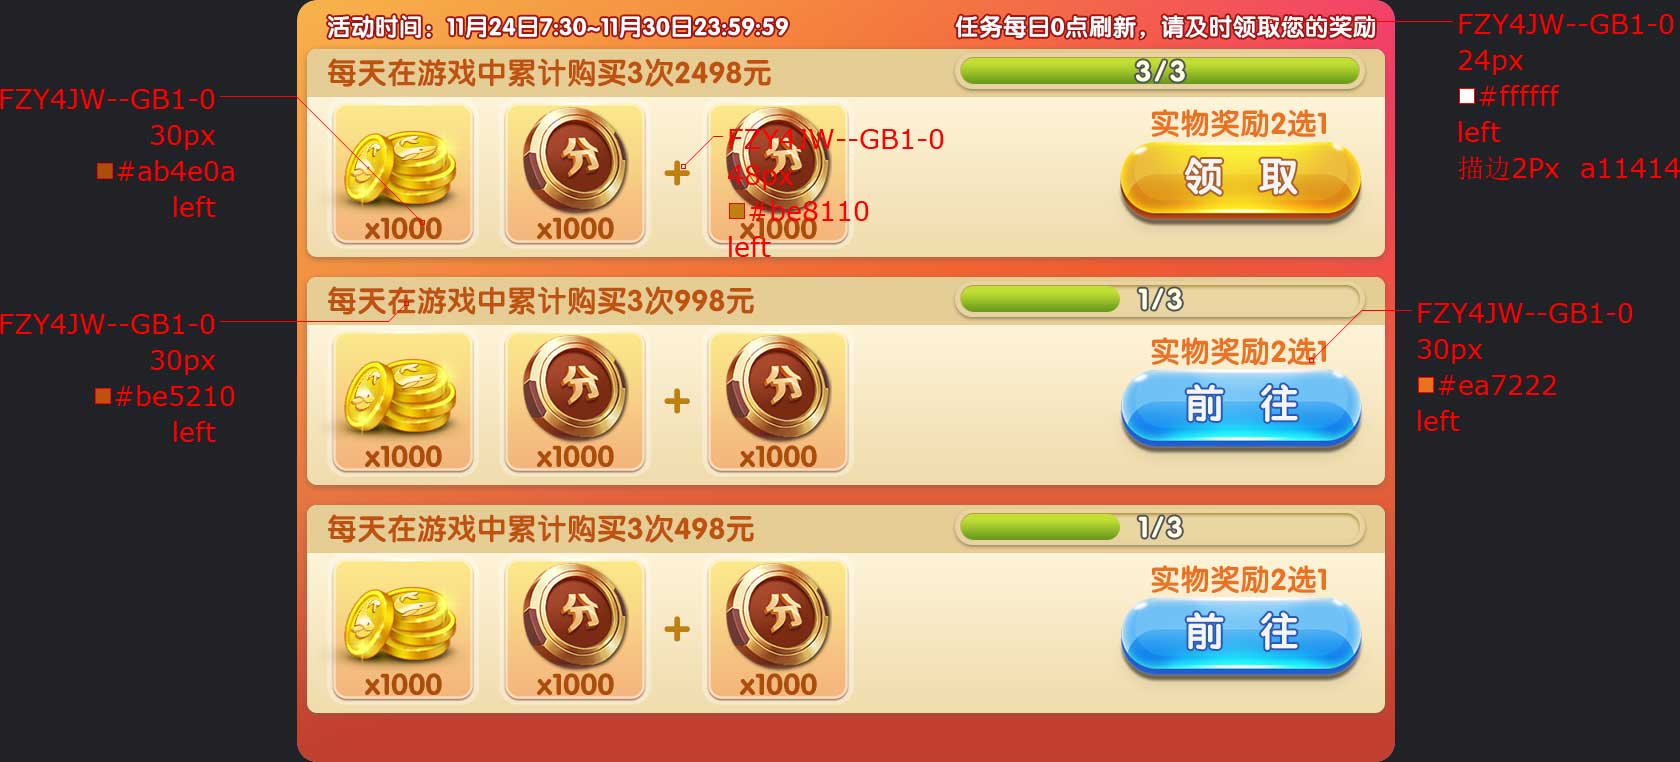 活动时间：11月24日7:30~11月30日23:59:59
任务每日0点刷新，请及时领取您的奖励
FZY4JW--GB1-0
24px
#ffffff
left
描边2Px a11414
每天在游戏中累计购买3次2498元
3/3
FZY4JW--GB1-0
30px
#ab4e0a
left
分
+
分
FZY4JW--GB1-0
48px
#be8110
left
x1000
x1000
x1000
实物奖励2选1
领 取
每天在游戏中累计购买3次998元
1/3
FZY4JW--GB1-0
30px
#be5210
left
分
+
分
x1000
x1000
x1000
实物奖励2选1
前 往
FZY4JW--GB1-0
30px
#ea7222
left
每天在游戏中累计购买3次498元
1/3
分
+
分
x1000
x1000
x1000
实物奖励2选1
前 往